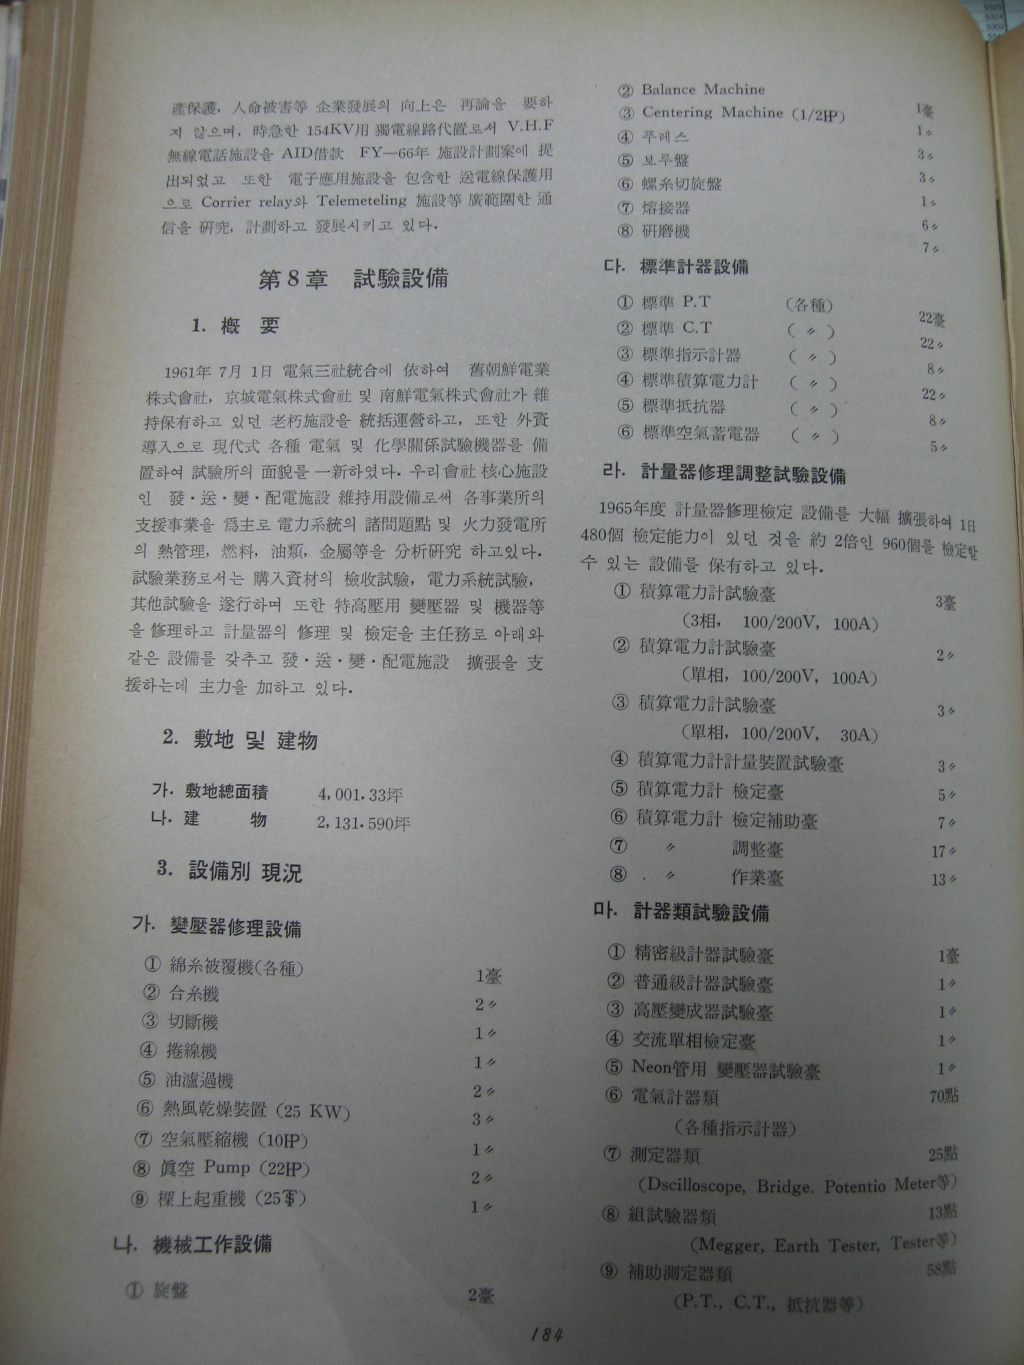 產保護, 人命被害等 企業發展의 向上은 再論을 要하
지 않으며, 時急한 154KV用 獨電線路代置로서 V.H.F
無線電話施設을 AID借款 FY—66年 施設計劃案에 提
出되었고 또한 電子應用施設을 包含한 送電線保護用
으로 Corrier relay와 Telemeteling 施設等 廣範圍한 通
信을 硏究, 計劃하고 發展시키고 있다.
第8章 試驗設備
1. 槪 要
1961年 7月 1日 電氣三社統合에 依하여 舊朝鮮電業
株式會社, 京城電氣株式會社 및 南鮮電氣株式會社가 維
持保有하고 있던 老朽施設을 統括運營하고, 또한 外資
導入으로 現代式 各種 電氣 및 化學關係試驗機器를 備
置하여 試驗所의 面貌를 一新하였다. 우리會社 核心施設
인 發·送·變·配電施設 維持用設備로써 各事業所의
支援事業을 爲主로 電力系統의 諸問題點 및 火力發電所
의 熱管理, 燃料, 油類, 金屬等을 分析硏究 하고있다.
試驗業務로서는 購入資材의 檢收試驗, 電力系統試驗,
其他試驗을 遂行하며 또한 特高壓用 變壓器 및 機器等
을 修理하고 計量器의 修理 및 檢定을 主任務로 아래와
같은 設備를 갖추고 發·送·變·配電施設 擴張을 支
援하는데 主力을 加하고 있다.
2. 敷地 및 建物
가. 敷地總面積 4,001.33坪
나. 建 物 2,131.590坪
3. 設備別 現況
가. 變壓器修理設備
① 綿糸被覆機(各種) 1臺
② 合糸機 2〃
③ 切斷機 1〃
④ 捲線機 1〃
⑤ 油濾過機 2〃
⑥ 熱風乾燥裝置 (25 KW) 3〃
⑦ 空氣壓縮機 (10HP) 1〃
⑧ 眞空 Pump (22HP) 2〃
⑨ 樑上起重機 (25T) 1〃
나. 機械工作設備
① 旋盤 2臺
② Balance Machine 1臺
③ Centering Machine (1/2HP) 1〃
④ 푸레스 3〃
⑤ 보루盤 3〃
⑥ 螺糸切旋盤 1〃
⑦ 熔接器 6〃
⑧ 硏磨機 7〃
다. 標準計器設備
① 標準 P.T (各種) 22臺
② 標準 C.T ( 〃 ) 22〃
③ 標準指示計器 ( 〃 ) 8〃
④ 標準積算電力計 ( 〃 ) 22〃
⑤ 標準抵抗器 ( 〃 ) 8〃
⑥ 標準空氣蓄電器 ( 〃 ) 5〃
라. 計量器修理調整試驗設備
1965年度 計量器修理檢定 設備를 大幅 擴張하여 1日
480個 檢定能力이 있던 것을 約 2倍인 960個를 檢定할
수 있는 設備를 保有하고 있다.
① 積算電力計試驗臺 3臺
(3相, 100/200V, 100A)
② 積算電力計試驗臺 2〃
(單相, 100/200V, 100A)
③ 積算電力計試驗臺 3〃
(單相, 100/200V, 30A)
④ 積算電力計計量裝置試驗臺 3〃
⑤ 積算電力計 檢定臺 5〃
⑥ 積算電力計 檢定補助臺 7〃
⑦ 〃 調整臺 17〃
⑧ 〃 作業臺 13〃
마. 計器類試驗設備
① 精密級計器試驗臺 1臺
② 普通級計器試驗臺 1〃
③ 高壓變成器試驗臺 1〃
④ 交流單相檢定臺 1〃
⑤ Neon管用 變壓器試驗臺 1〃
⑥ 電氣計器類 70點
(各種指示計器)
⑦ 測定器類 25點
(Dscilloscope, Bridge. Potentio Meter等)
⑧ 組試驗器類 13點
(Megger, Earth Tester, Tester等)
⑨ 補助測定器類 58點
(P.T., C.T., 抵抗器等)
184